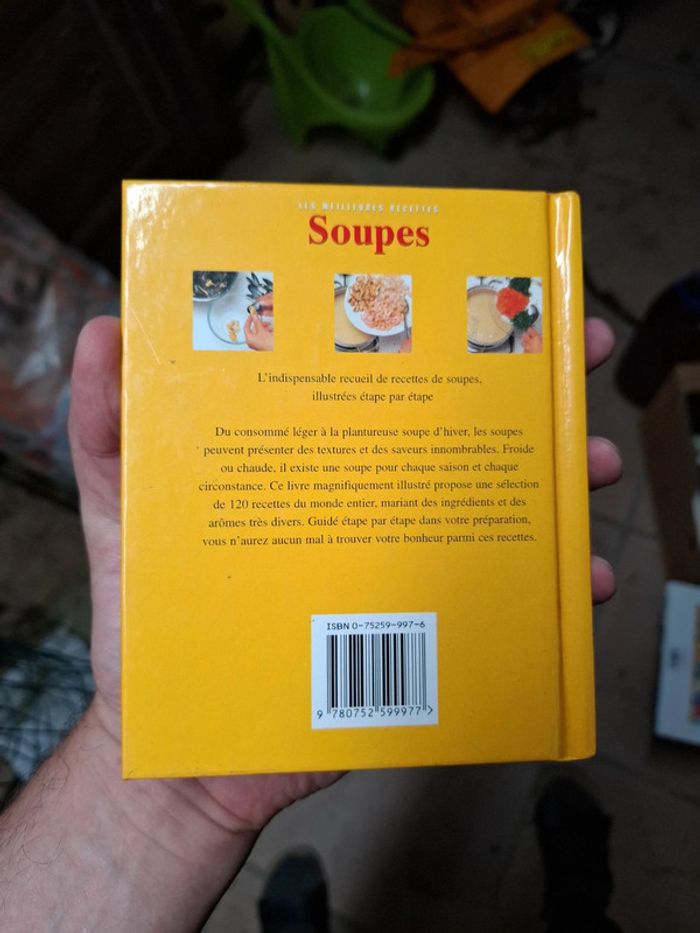 LES MEILLEURES RECETTES
Soupes
L'indispensable recueil de recettes de soupes,
illustrées étape par étape
Du consommé léger à la plantureuse soupe d'hiver, les soupes
peuvent présenter des textures et des saveurs innombrables. Froide
ou chaude, il existe une soupe pour chaque saison et chaque
circonstance. Ce livre magnifiquement illustré propose une sélection
de 120 recettes du monde entier, mariant des ingrédients et des
arômes très divers. Guidé étape par étape dans votre préparation,
vous n'aurez aucun mal à trouver votre bonheur parmi ces recettes.
ISBN 0-75259-997-6
9 780752 599977 >